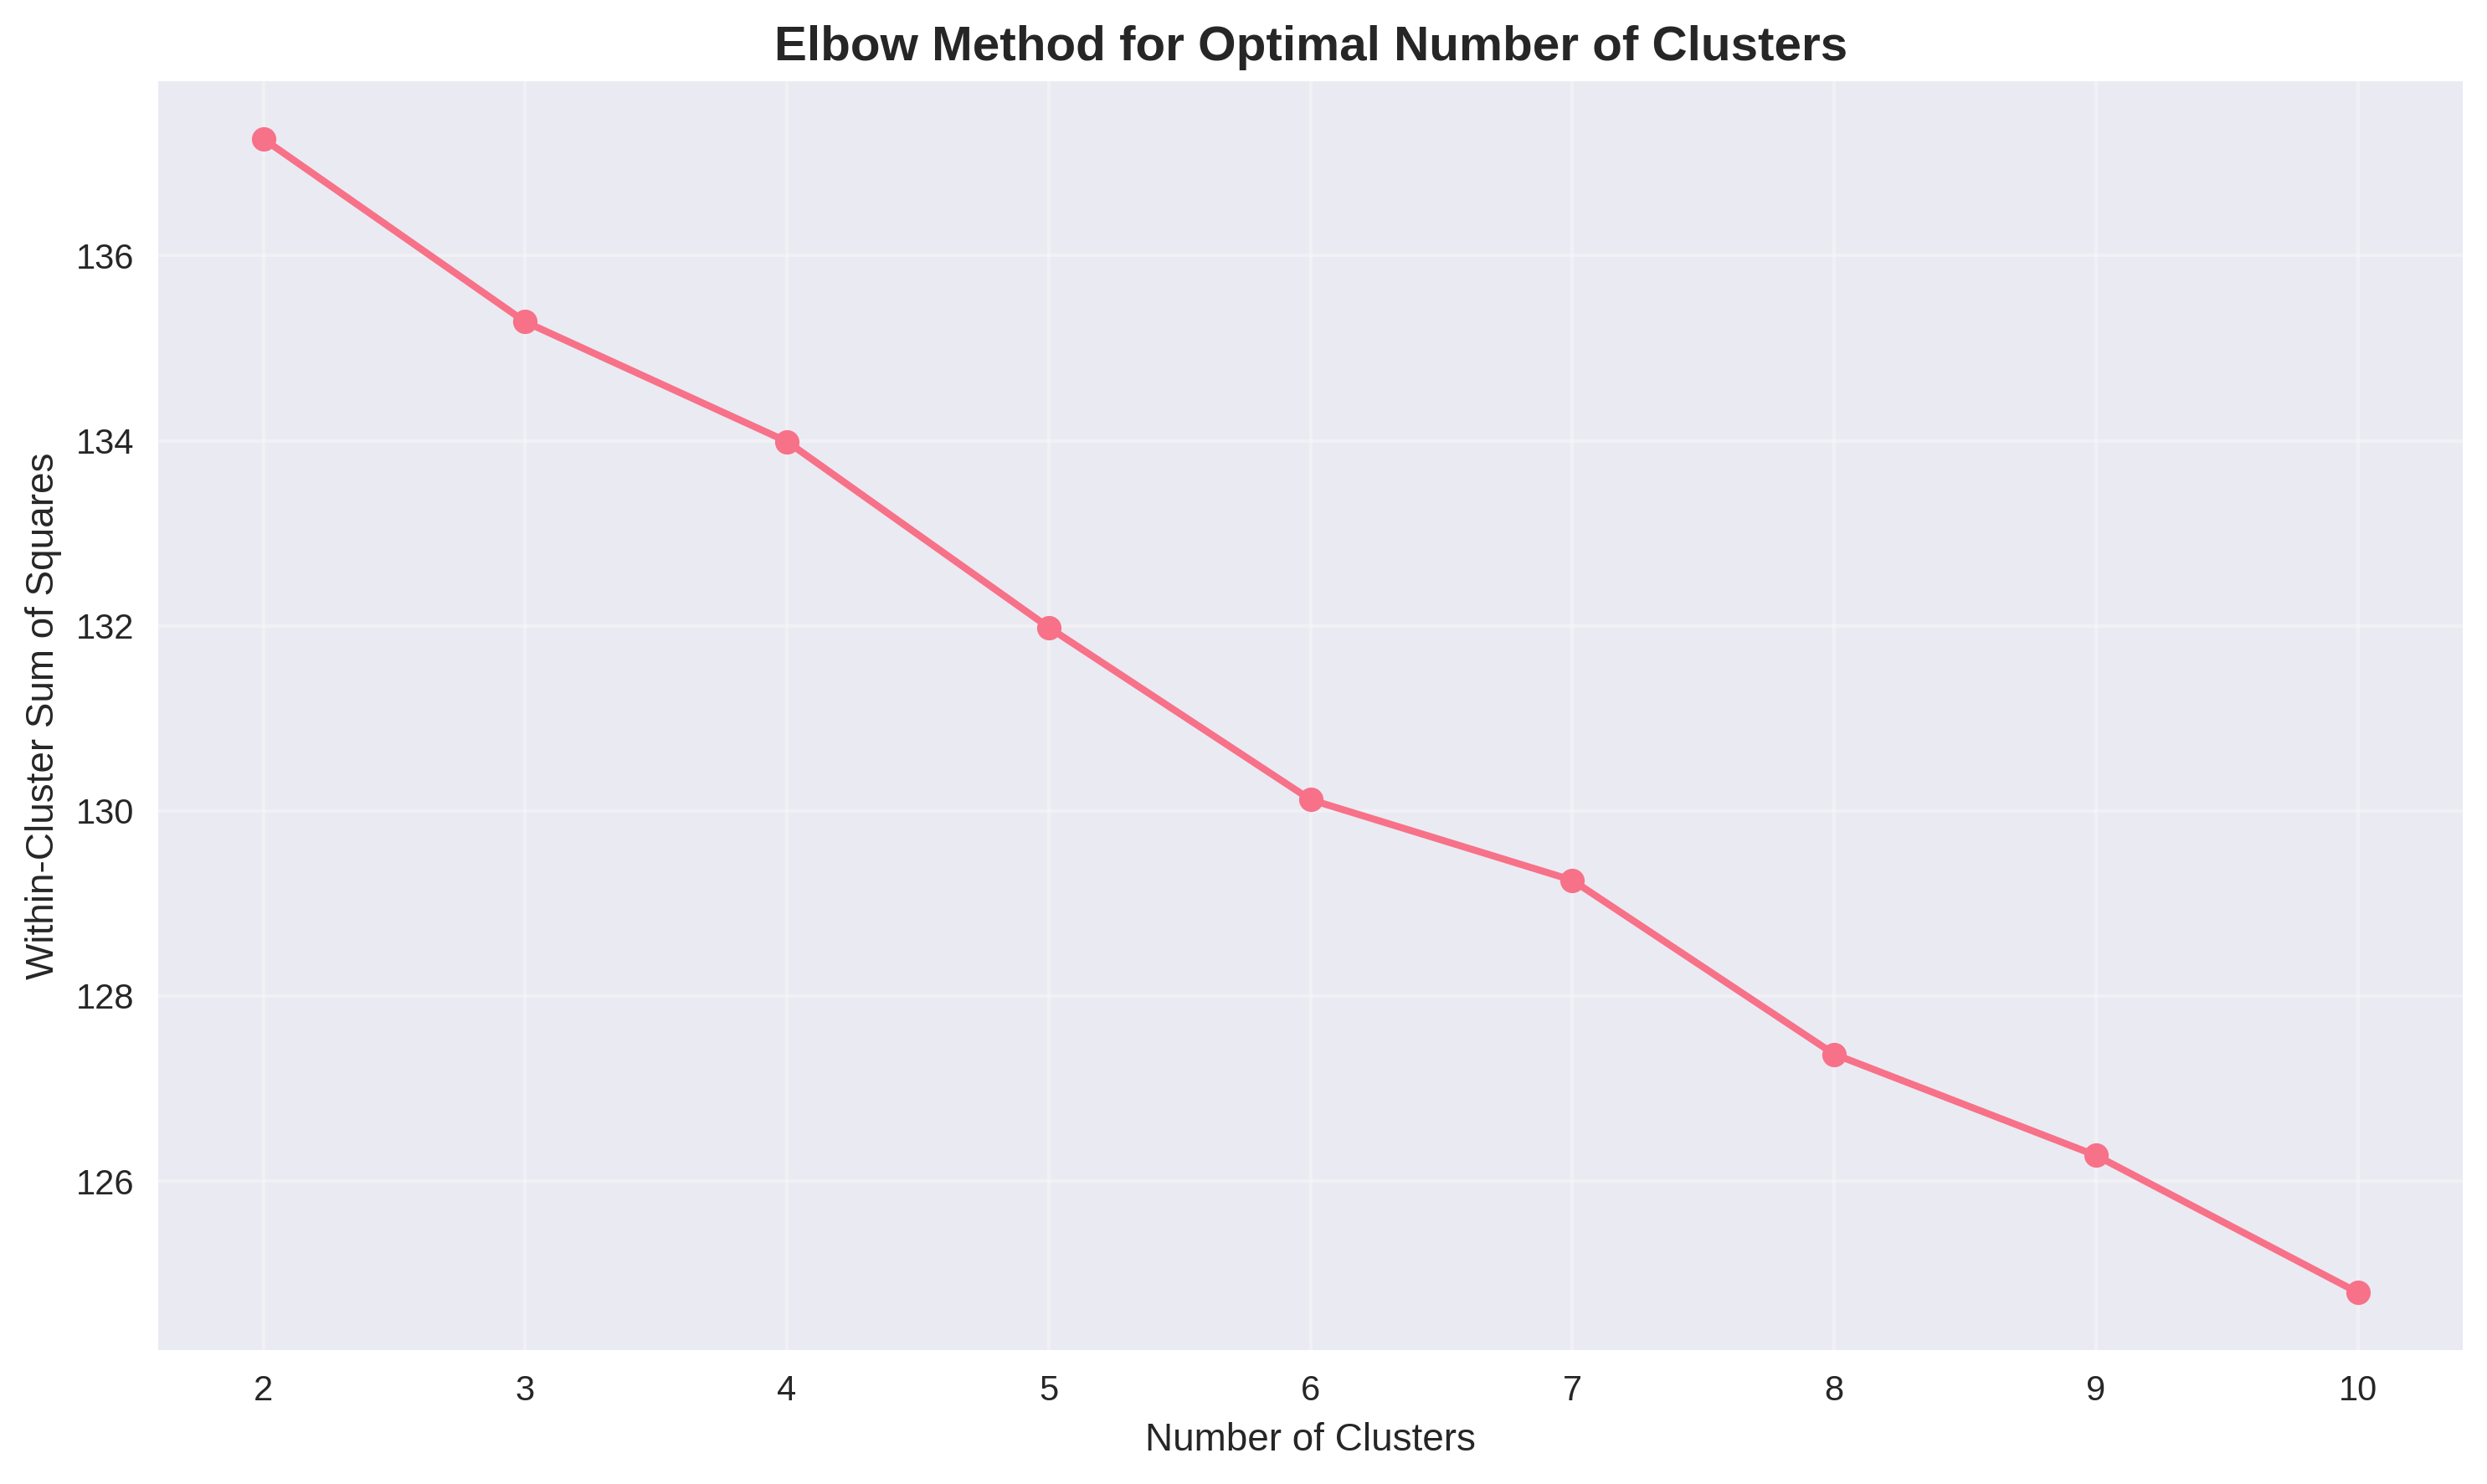 Elbow Method for Optimal Number of Clusters
Within-Cluster Sum of Squares
136
134
132
130
128
126
2 3 4 5 6 7 8 9 10
Number of Clusters